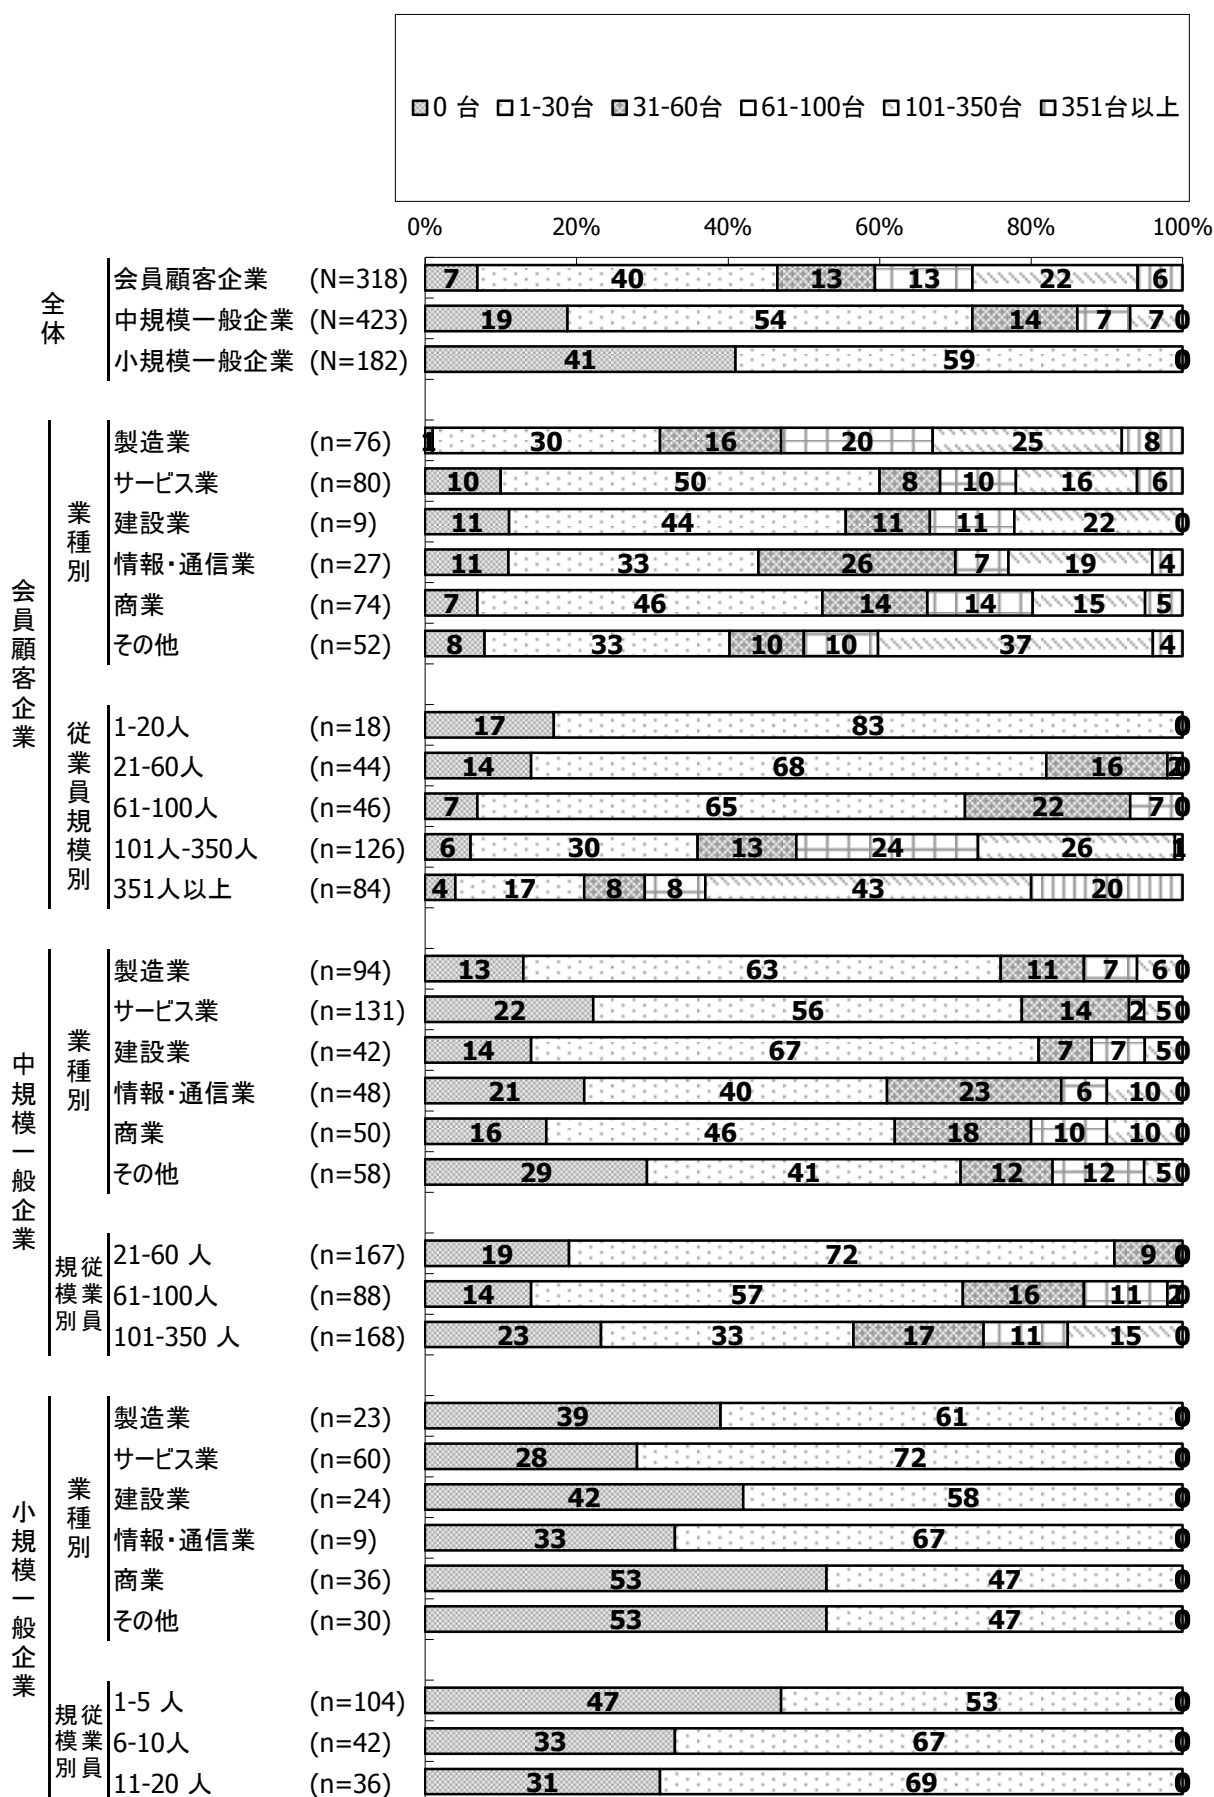 0 台 1-30台 31-60台 61-100台 101-350台 351台以上
0% 20% 40% 60% 80% 100%
全体
会員顧客企業 (N=318) 7 40 13 13 22 6
中規模一般企業 (N=423) 19 54 14 7 7 0
小規模一般企業 (N=182) 41 59 0
会員顧客企業
業種別
製造業 (n=76) 1 30 16 20 25 8
サービス業 (n=80) 10 50 8 10 16 6
建設業 (n=9) 11 44 11 11 22 0
情報・通信業 (n=27) 11 33 26 7 19 4
商業 (n=74) 7 46 14 14 15 5
その他 (n=52) 8 33 10 10 37 4
従業員規模別
1-20人 (n=18) 17 83 0
21-60人 (n=44) 14 68 16 2 0
61-100人 (n=46) 7 65 22 7 0
101人-350人 (n=126) 6 30 13 24 26 1
351人以上 (n=84) 4 17 8 8 43 20
中規模一般企業
業種別
製造業 (n=94) 13 63 11 7 6 0
サービス業 (n=131) 22 56 14 2 5 0
建設業 (n=42) 14 67 7 7 5 0
情報・通信業 (n=48) 21 40 23 6 10 0
商業 (n=50) 16 46 18 10 10 0
その他 (n=58) 29 41 12 12 5 0
従業員規模別
21-60 人 (n=167) 19 72 9 0
61-100人 (n=88) 14 57 16 11 2 0
101-350 人 (n=168) 23 33 17 11 15 0
小規模一般企業
業種別
製造業 (n=23) 39 61 0
サービス業 (n=60) 28 72 0
建設業 (n=24) 42 58 0
情報・通信業 (n=9) 33 67 0
商業 (n=36) 53 47 0
その他 (n=30) 53 47 0
従業員規模別
1-5 人 (n=104) 47 53 0
6-10人 (n=42) 33 67 0
11-20 人 (n=36) 31 69 0